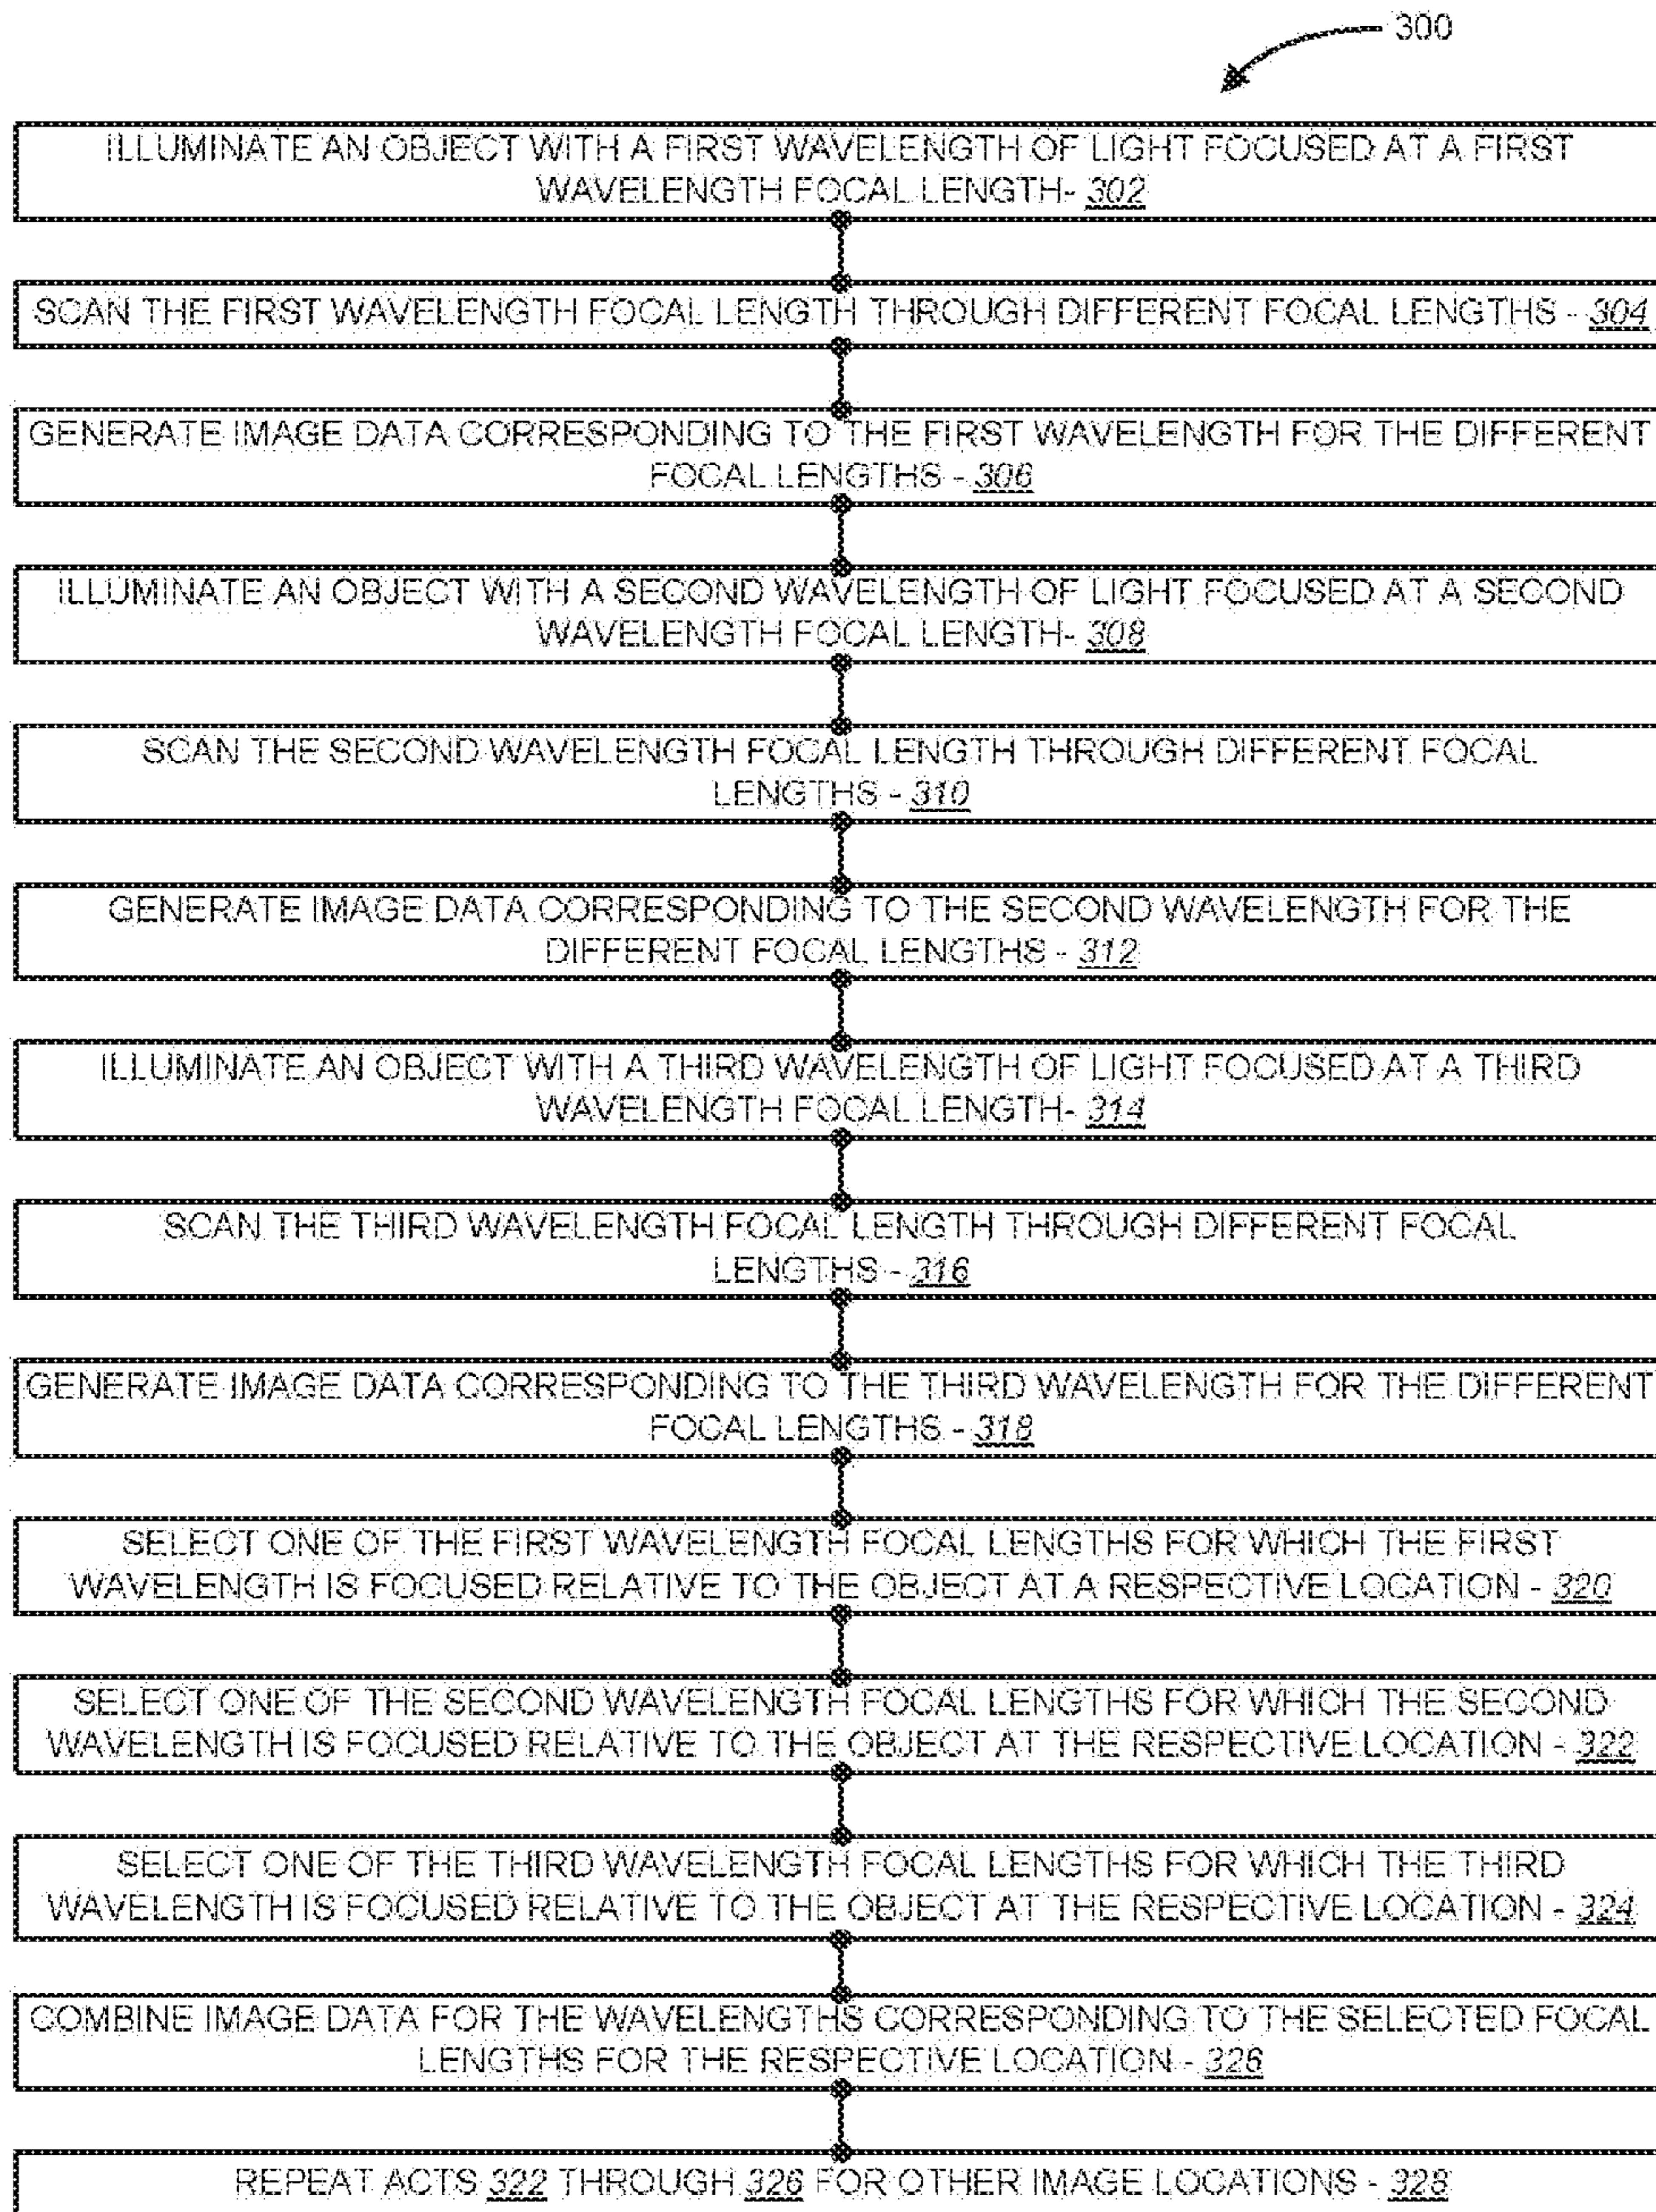 300
ILLUMINATE AN OBJECT WITH A FIRST WAVELENGTH OF LIGHT FOCUSED AT A FIRST
WAVELENGTH FOCAL LENGTH- 302
SCAN THE FIRST WAVELENGTH FOCAL LENGTH THROUGH DIFFERENT FOCAL LENGTHS - 304
GENERATE IMAGE DATA CORRESPONDING TO THE FIRST WAVELENGTH FOR THE DIFFERENT
FOCAL LENGTHS - 306
ILLUMINATE AN OBJECT WITH A SECOND WAVELENGTH OF LIGHT FOCUSED AT A SECOND
WAVELENGTH FOCAL LENGTH- 308
SCAN THE SECOND WAVELENGTH FOCAL LENGTH THROUGH DIFFERENT FOCAL
LENGTHS - 310
GENERATE IMAGE DATA CORRESPONDING TO THE SECOND WAVELENGTH FOR THE
DIFFERENT FOCAL LENGTHS - 312
ILLUMINATE AN OBJECT WITH A THIRD WAVELENGTH OF LIGHT FOCUSED AT A THIRD
WAVELENGTH FOCAL LENGTH- 314
SCAN THE THIRD WAVELENGTH FOCAL LENGTH THROUGH DIFFERENT FOCAL
LENGTHS - 316
GENERATE IMAGE DATA CORRESPONDING TO THE THIRD WAVELENGTH FOR THE DIFFERENT
FOCAL LENGTHS - 318
SELECT ONE OF THE FIRST WAVELENGTH FOCAL LENGTHS FOR WHICH THE FIRST
WAVELENGTH IS FOCUSED RELATIVE TO THE OBJECT AT A RESPECTIVE LOCATION - 320
SELECT ONE OF THE SECOND WAVELENGTH FOCAL LENGTHS FOR WHICH THE SECOND
WAVELENGTH IS FOCUSED RELATIVE TO THE OBJECT AT THE RESPECTIVE LOCATION - 322
SELECT ONE OF THE THIRD WAVELENGTH FOCAL LENGTHS FOR WHICH THE THIRD
WAVELENGTH IS FOCUSED RELATIVE TO THE OBJECT AT THE RESPECTIVE LOCATION - 324
COMBINE IMAGE DATA FOR THE WAVELENGTHS CORRESPONDING TO THE SELECTED FOCAL
LENGTHS FOR THE RESPECTIVE LOCATION - 326
REPEAT ACTS 322 THROUGH 326 FOR OTHER IMAGE LOCATIONS - 328